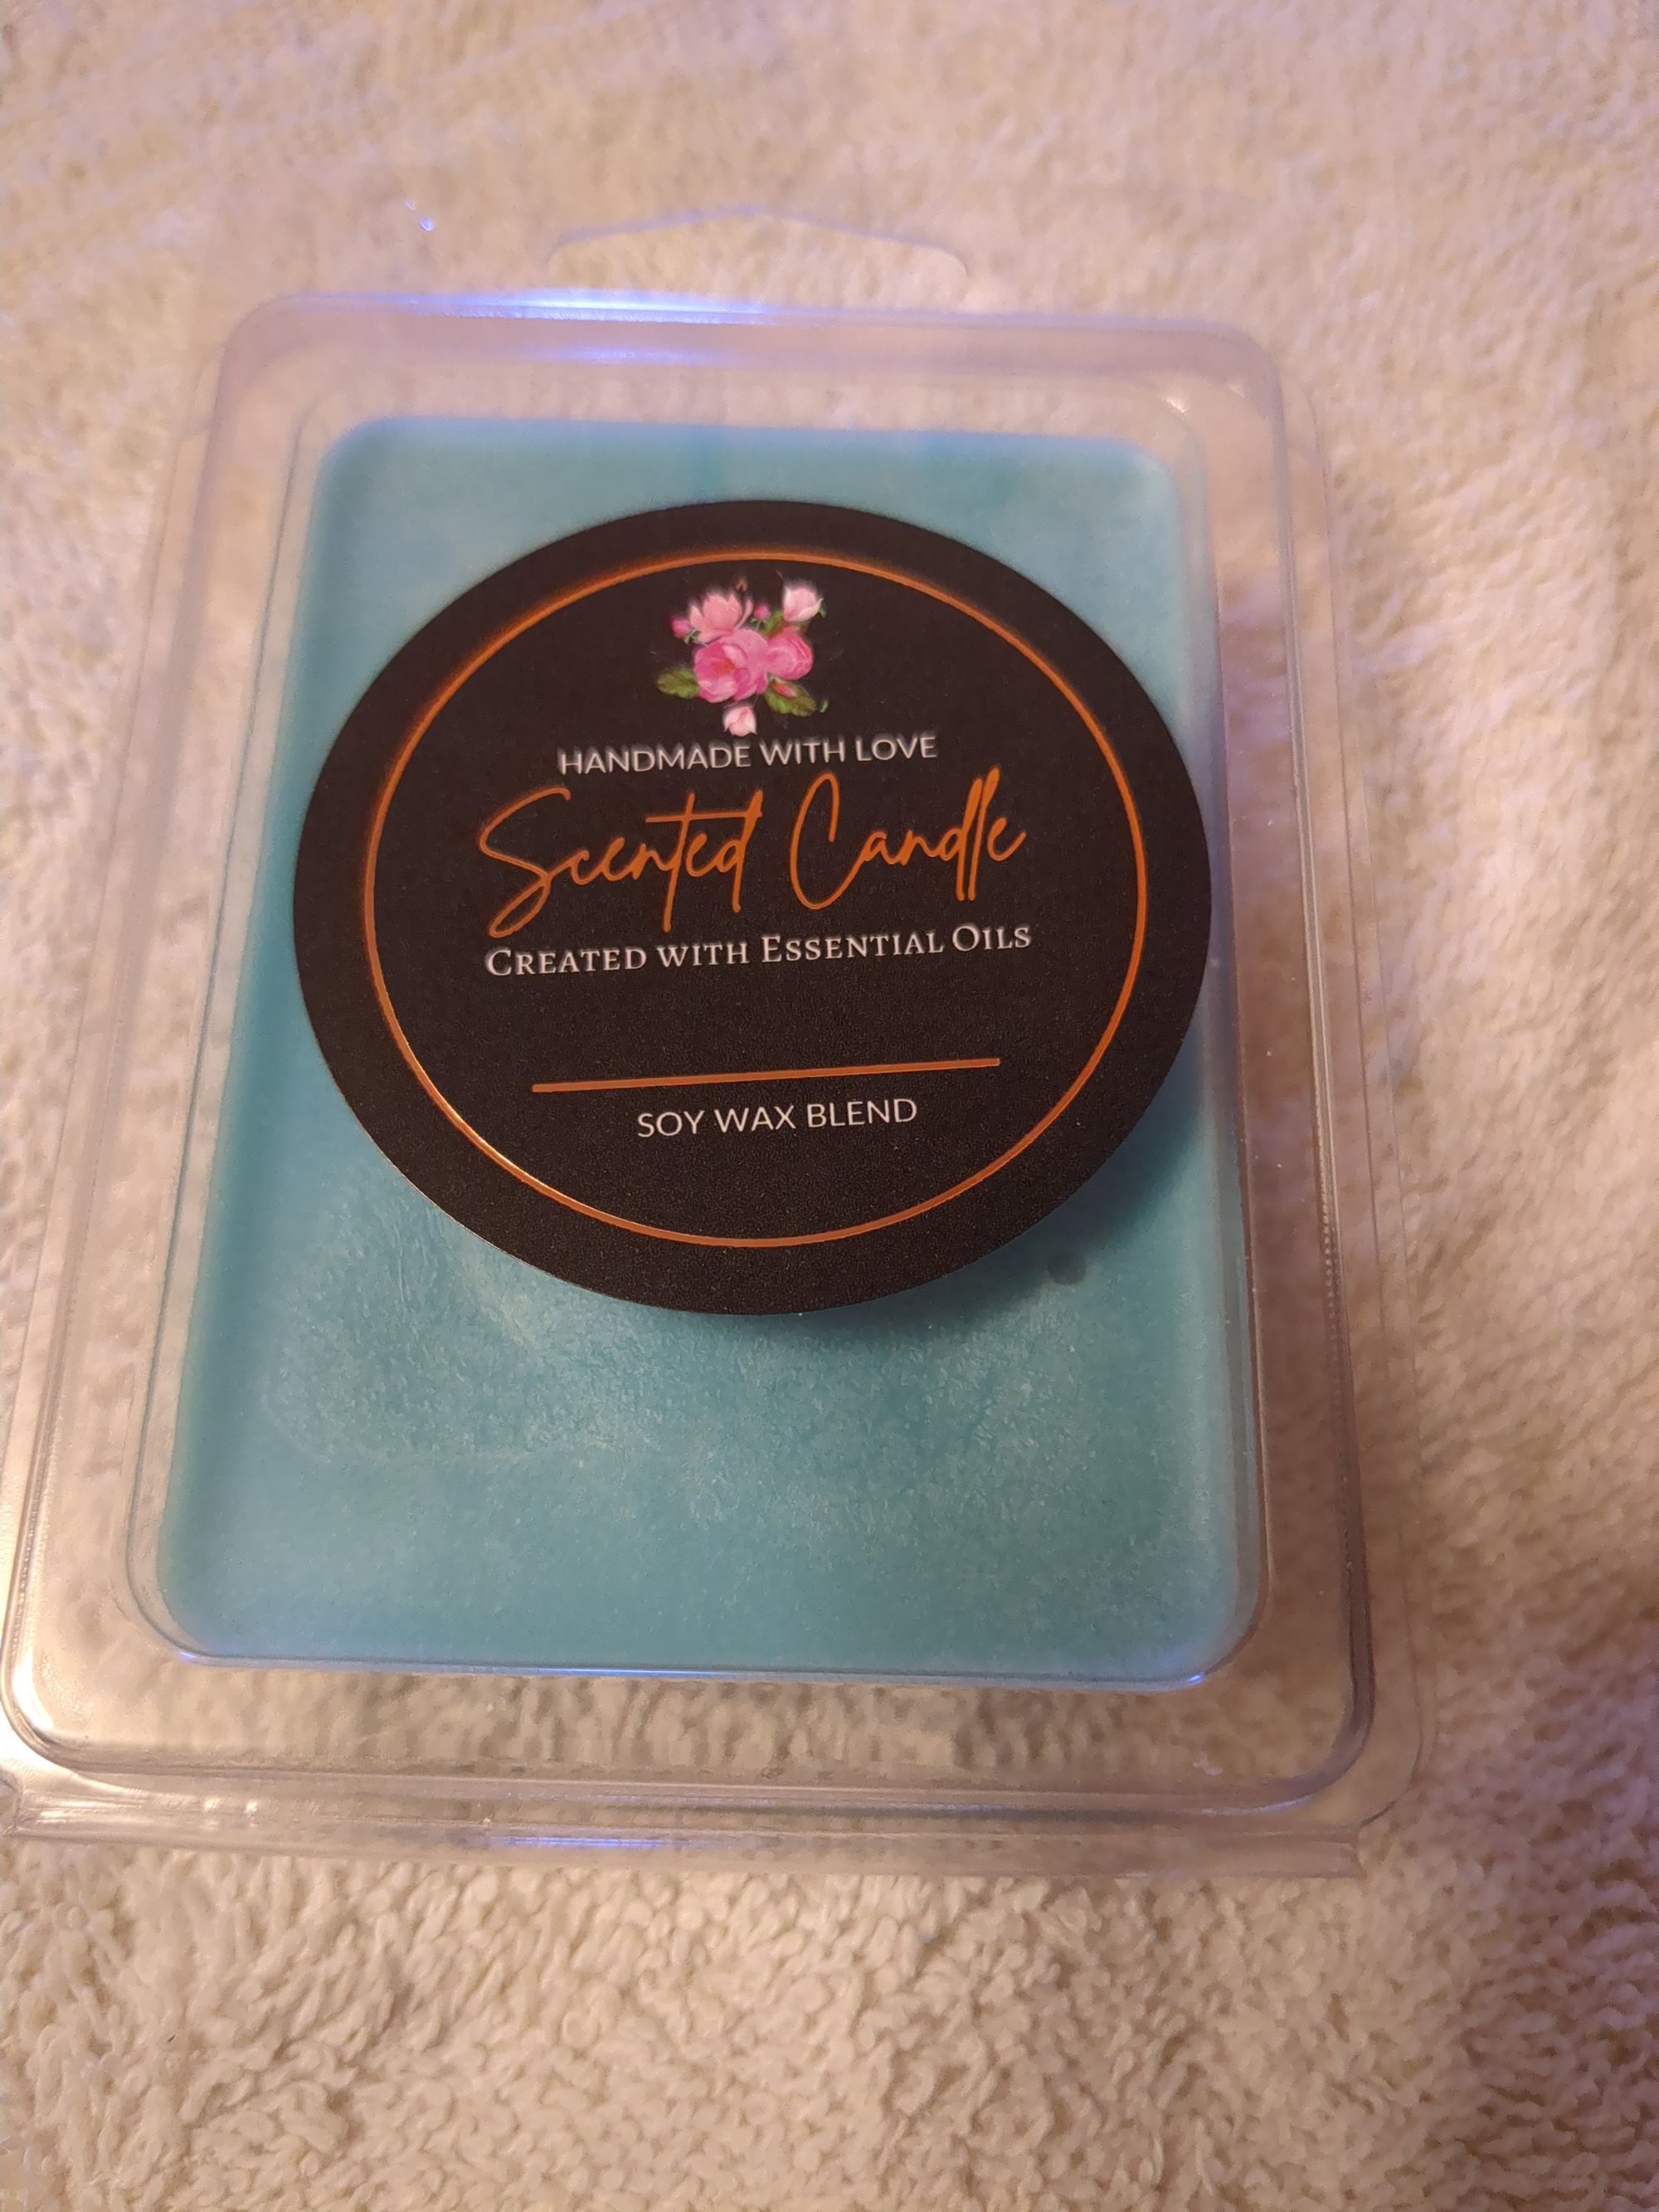 HANDMADE WITH LOVE
Scented Candle
CREATED WITH ESSENTIAL OILS
SOY WAX BLEND